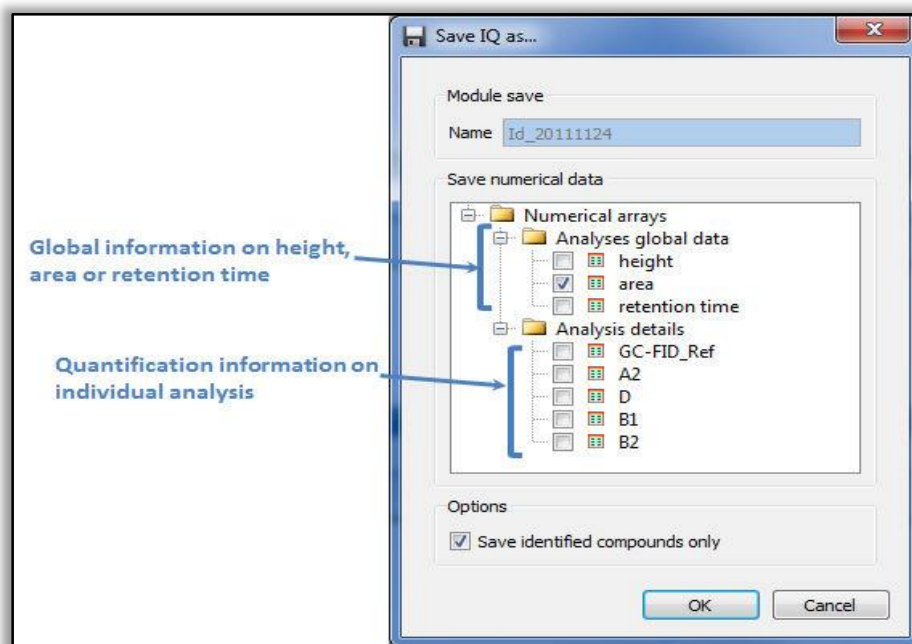 Save IQ as...
Module save
Name Id_20111124
Save numerical data
Numerical arrays
Analyses global data
height
area
retention time
Analysis details
GC-FID_Ref
A2
D
B1
B2
Global information on height,
area or retention time
Quantification information on
individual analysis
Options
Save identified compounds only
OK Cancel